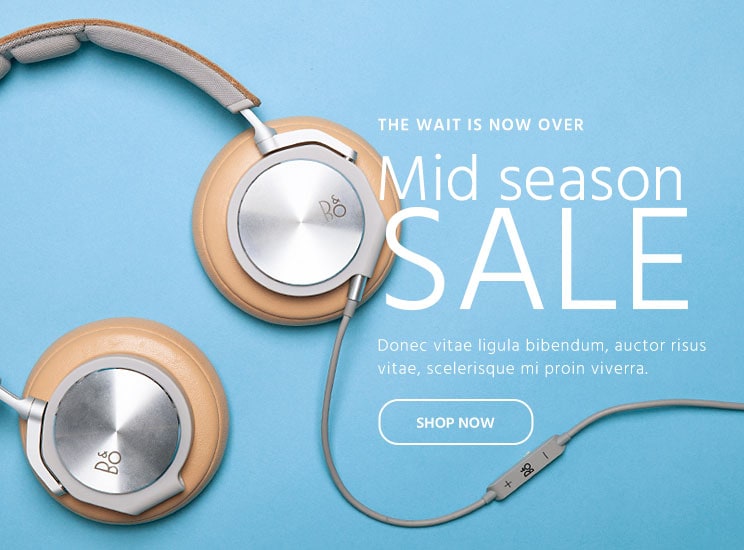 THE WAIT IS NOW OVER
Mid season
SALE
Donec vitae ligula bibendum, auctor risus
vitae, scelerisque mi proin viverra.
SHOP NOW
B&O
B&O
+ B&O −